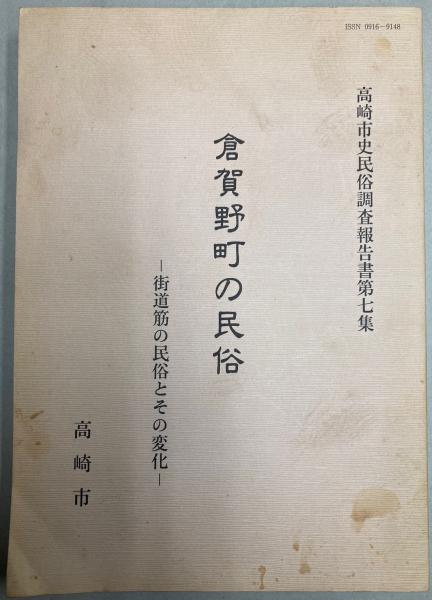 ISSN 0916-9148
高崎市史民俗調査報告書第七集
倉賀野町の民俗
―街道筋の民俗とその変化―
高崎市